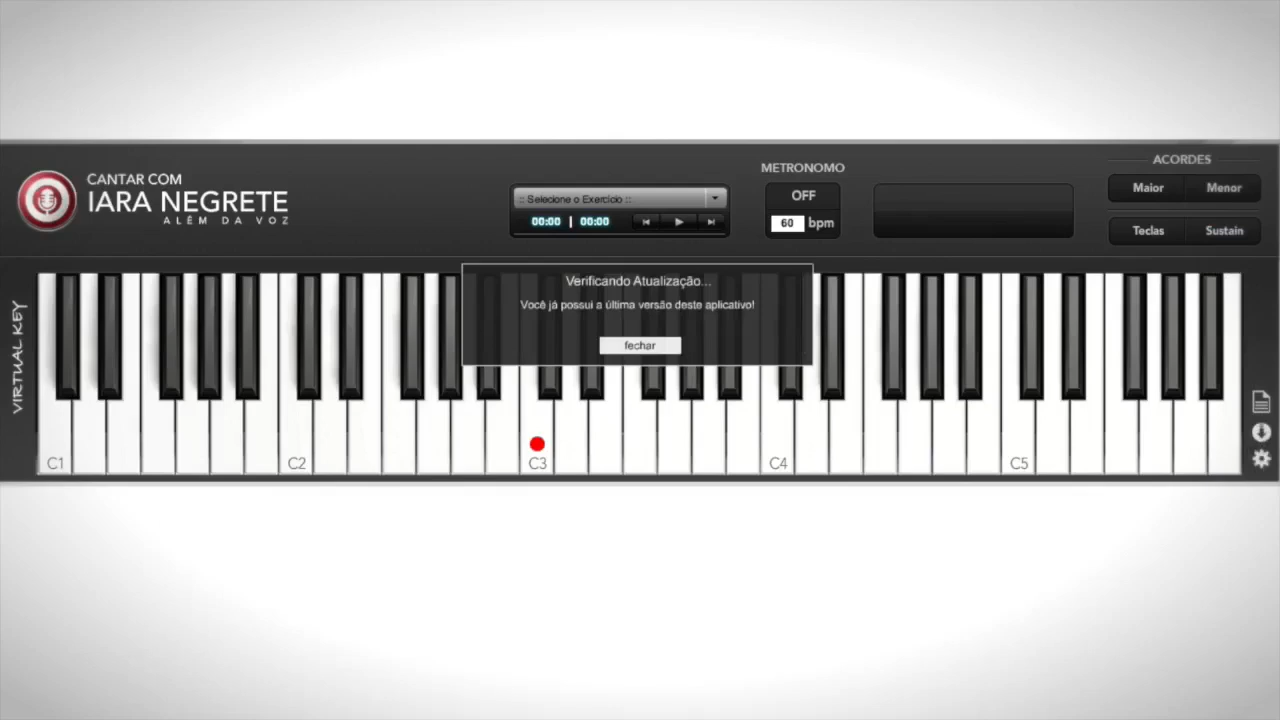 CANTAR COM
IARA NEGRETE
ALÉM DA VOZ
:: Selecione o Exercício ::
00:00 | 00:00
METRONOMO
OFF
60 bpm
ACORDES
Maior Menor
Teclas Sustain
VIRTUAL KEY
Verificando Atualização...
Você já possui a última versão deste aplicativo!
fechar
C1 C2 C3 C4 C5